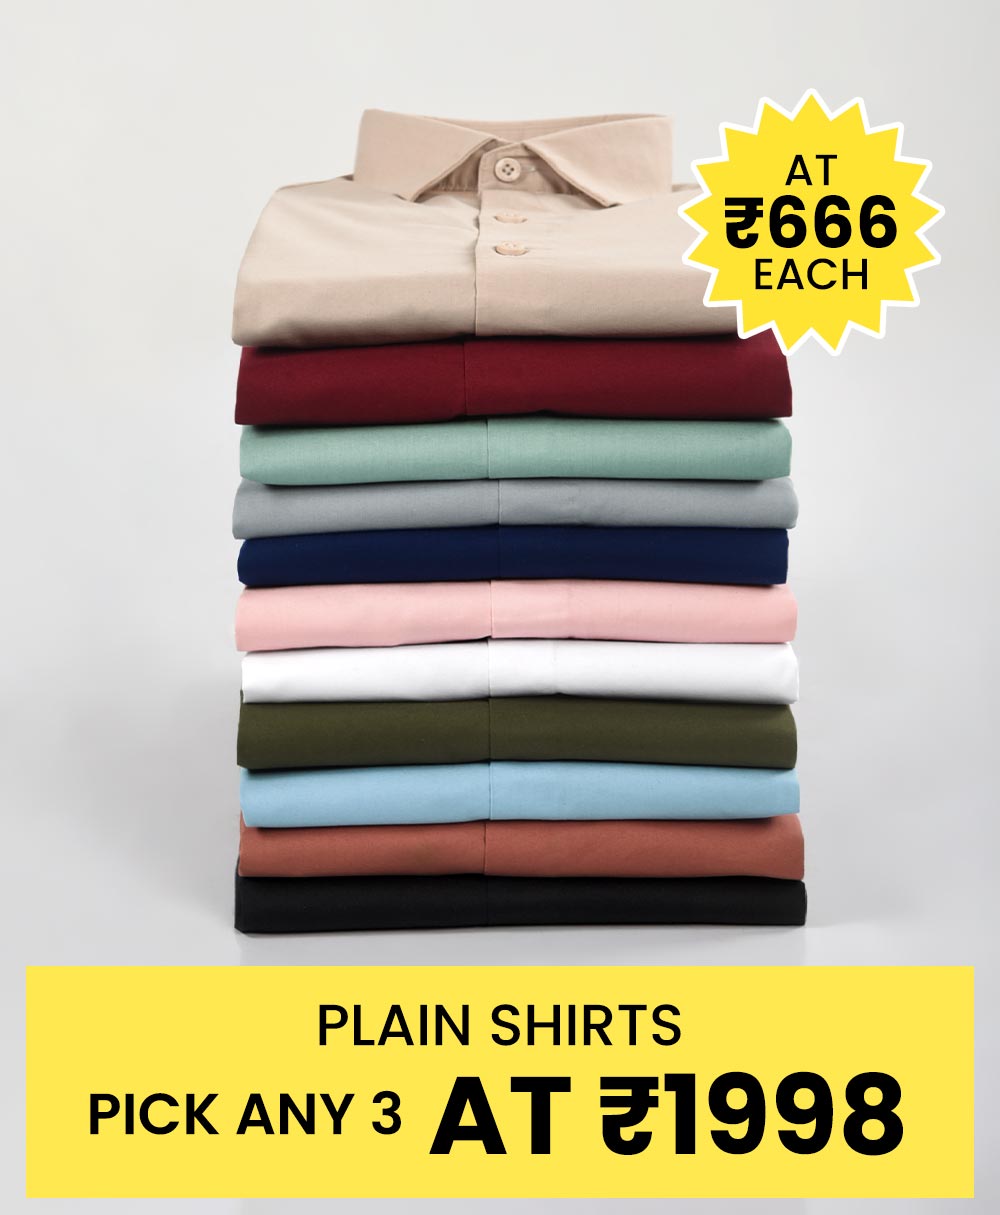 AT
₹666
EACH
PLAIN SHIRTS
PICK ANY 3 AT ₹1998